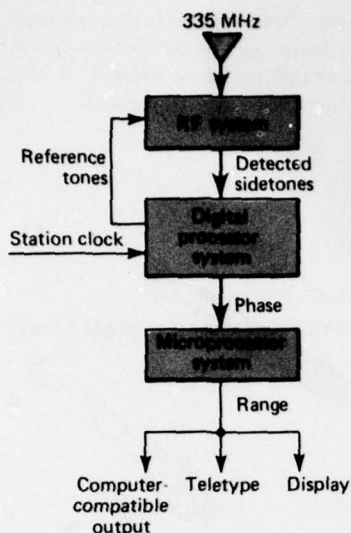 335 MHz
RF system
Reference
tones
Detected
sidetones
Digital
processor
system
Station clock
Phase
Microprocessor
system
Range
Computer-
compatible
output
Teletype
Display